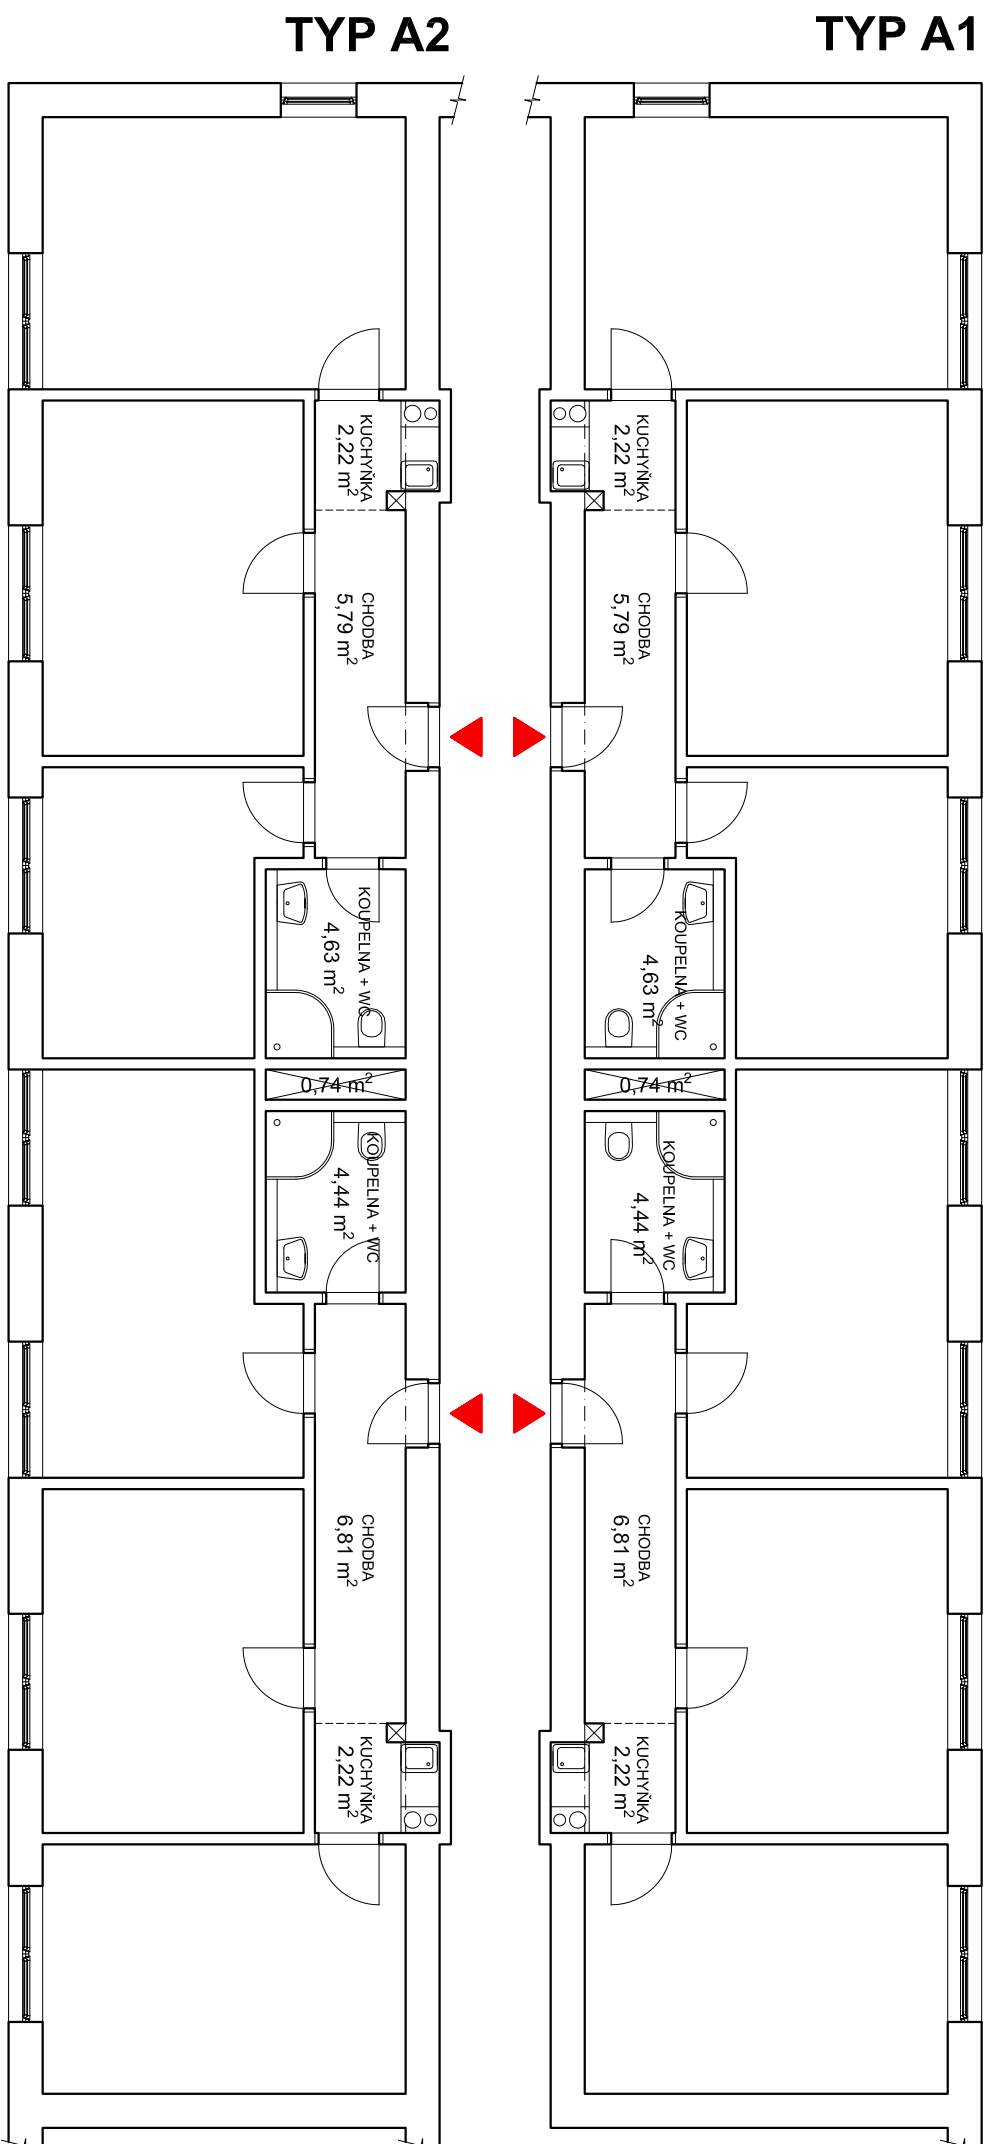 TYP A2
TYP A1
KUCHYŇKA
2,22 m²
KUCHYŇKA
2,22 m²
CHODBA
5,79 m²
CHODBA
5,79 m²
KOUPELNA + WC
4,63 m²
KOUPELNA + WC
4,63 m²
0,74 m²
0,74 m²
KOUPELNA + WC
4,44 m²
KOUPELNA + WC
4,44 m²
CHODBA
6,81 m²
CHODBA
6,81 m²
KUCHYŇKA
2,22 m²
KUCHYŇKA
2,22 m²